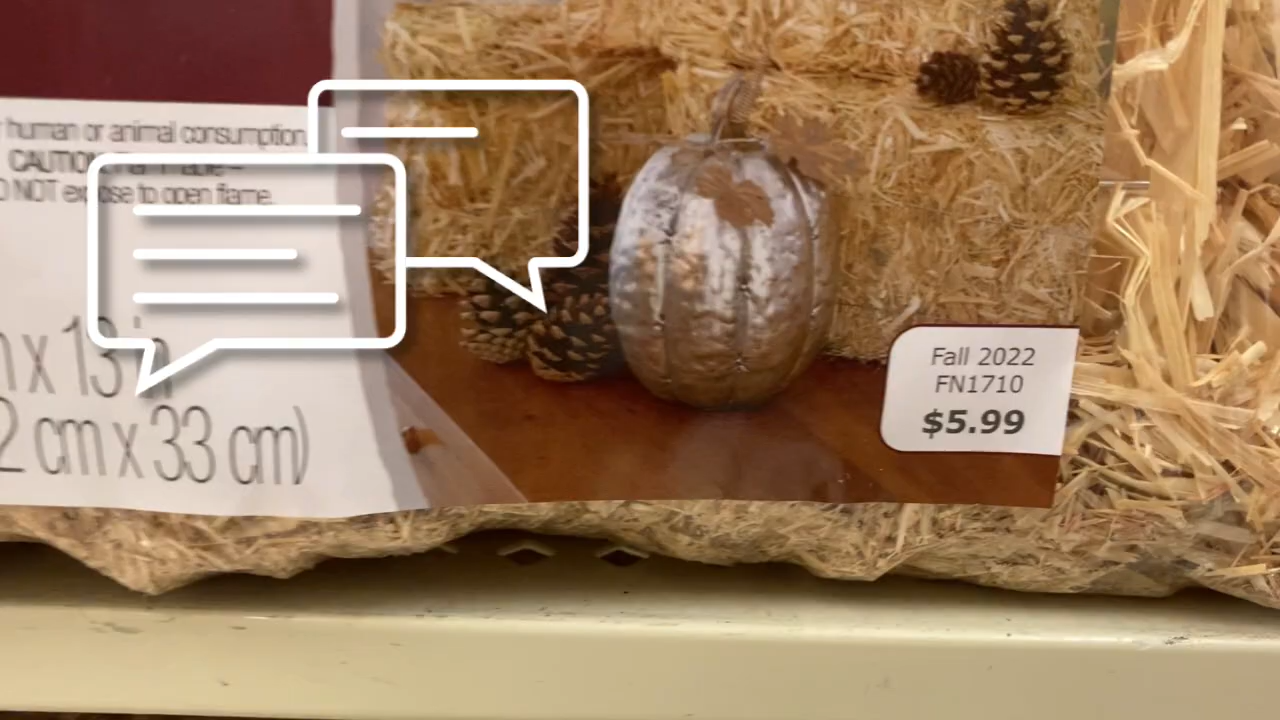 human or animal consumption.
CAUTION:
NOT expose to open flame.
x 13 in
cm x 33 cm)
Fall 2022
FN1710
$5.99